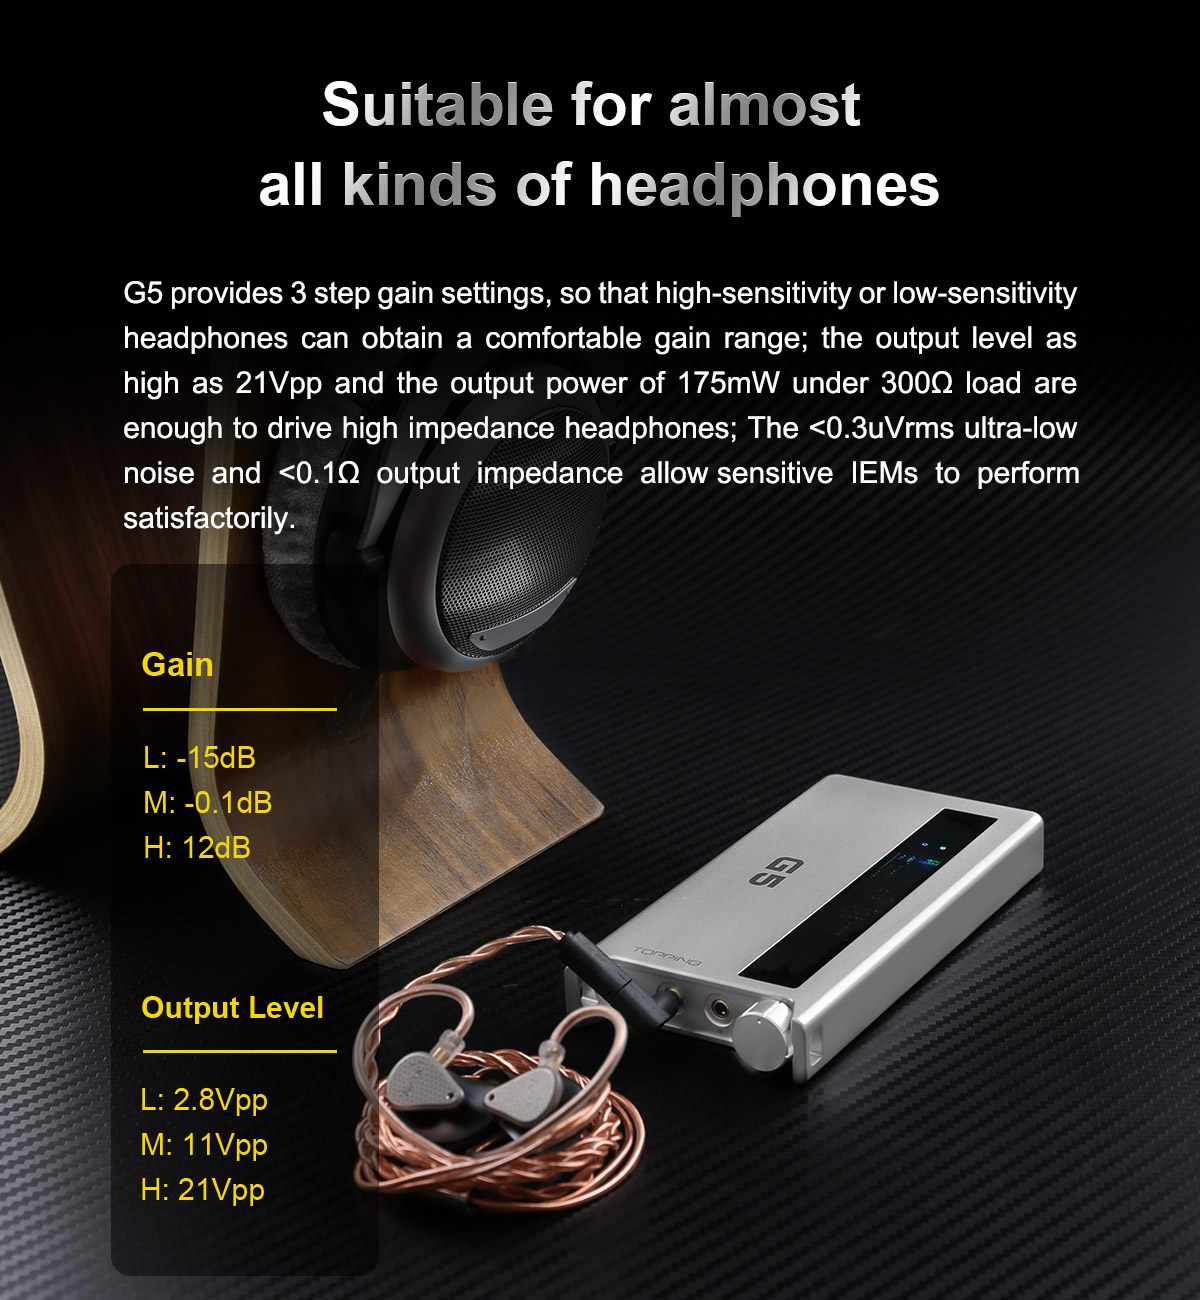 Suitable for almost
all kinds of headphones
G5 provides 3 step gain settings, so that high-sensitivity or low-sensitivity
headphones can obtain a comfortable gain range; the output level as
high as 21Vpp and the output power of 175mW under 300Ω load are
enough to drive high impedance headphones; The <0.3uVrms ultra-low
noise and <0.1Ω output impedance allow sensitive IEMs to perform
satisfactorily.
Gain
L: -15dB
M: -0.1dB
H: 12dB
G5
TOPPING
Output Level
L: 2.8Vpp
M: 11Vpp
H: 21Vpp